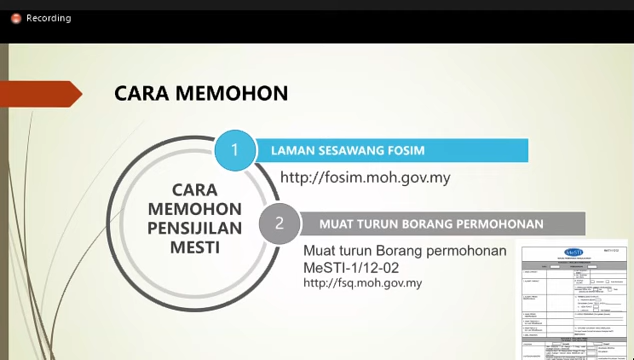 Recording
CARA MEMOHON
1
LAMAN SESAWANG FOSIM
http://fosim.moh.gov.my
CARA
MEMOHON
PENSIJILAN
MESTI
2
MUAT TURUN BORANG PERMOHONAN
Muat turun Borang permohonan
MeSTI-1/12-02
http://fsq.moh.gov.my
MeSTI